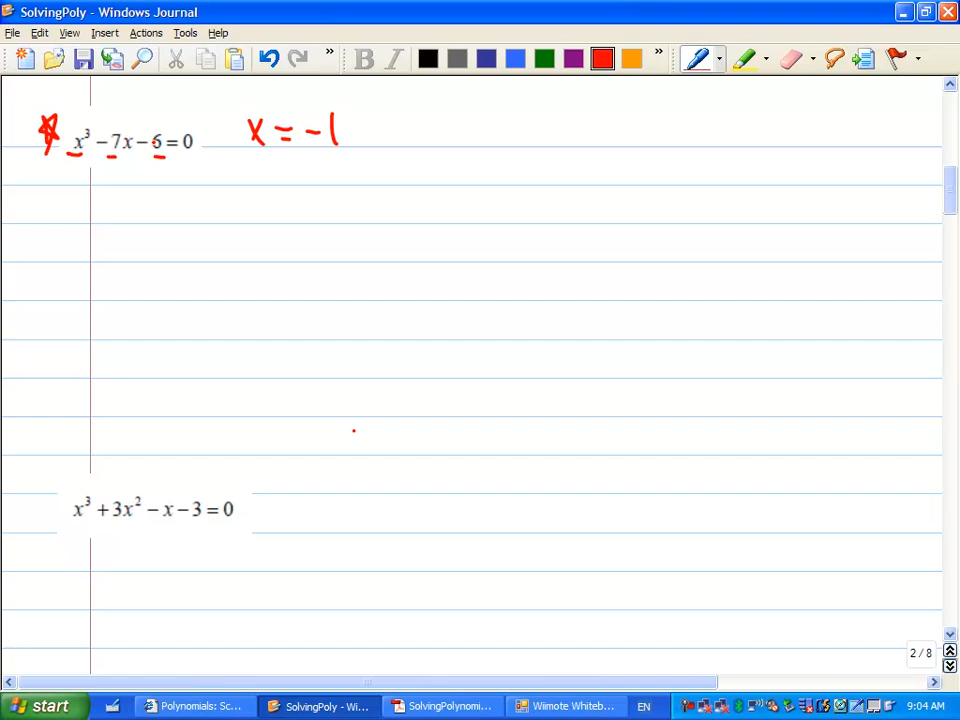 SolvingPoly - Windows Journal
File Edit View Insert Actions Tools Help
» B I »
x³ − 7x − 6 = 0 x = -1
x³ + 3x² − x − 3 = 0
2 / 8
start Polynomials: Sc... SolvingPoly - Wi... SolvingPolynomi... Wiimote Whiteb... EN 9:04 AM